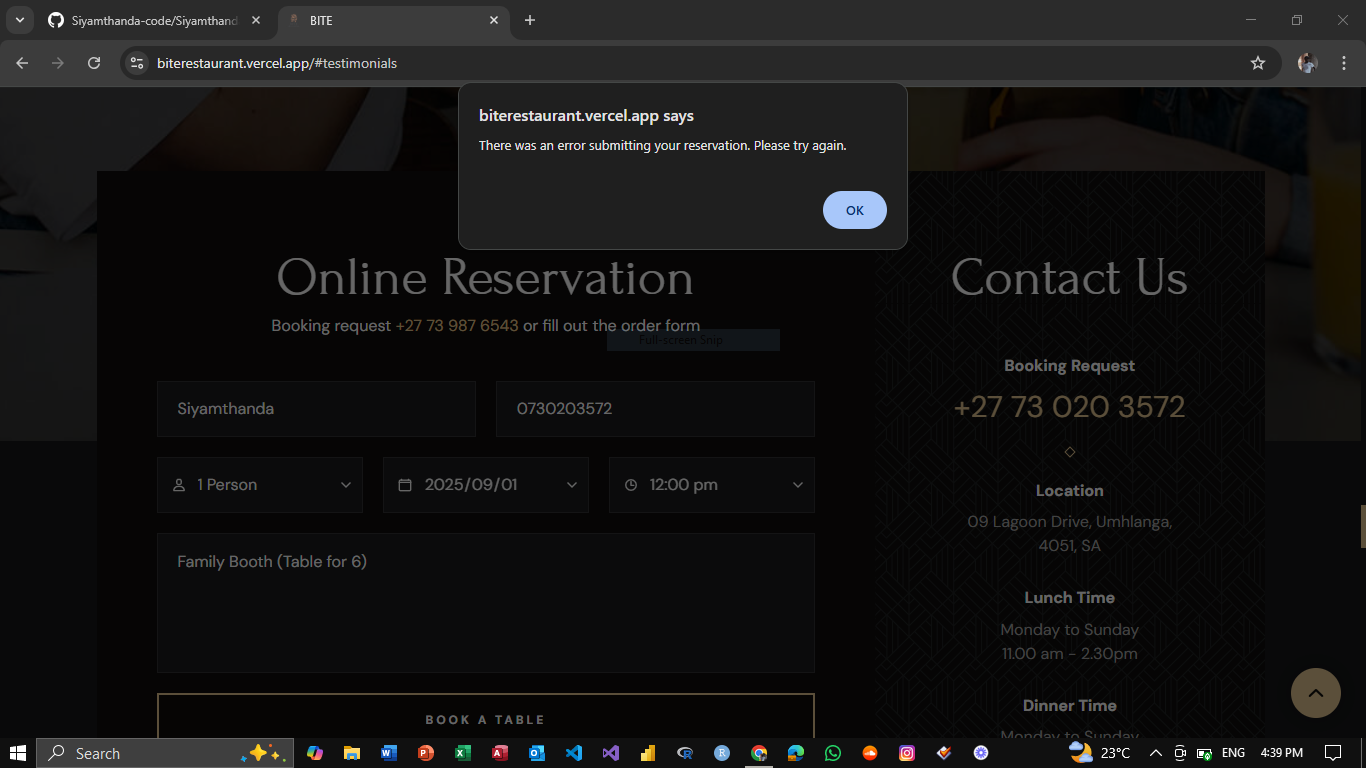 Siyamthanda-code/Siyamthand
BITE
biterestaurant.vercel.app/#testimonials
biterestaurant.vercel.app says
There was an error submitting your reservation. Please try again.
OK
Online Reservation
Booking request +27 73 987 6543 or fill out the order form
Full-screen Snip
Siyamthanda
0730203572
1 Person
2025/09/01
12:00 pm
Family Booth (Table for 6)
BOOK A TABLE
Contact Us
Booking Request
+27 73 020 3572
Location
09 Lagoon Drive, Umhlanga,
4051, SA
Lunch Time
Monday to Sunday
11.00 am - 2.30pm
Dinner Time
Monday to Sunday
Search
23°C
ENG
4:39 PM